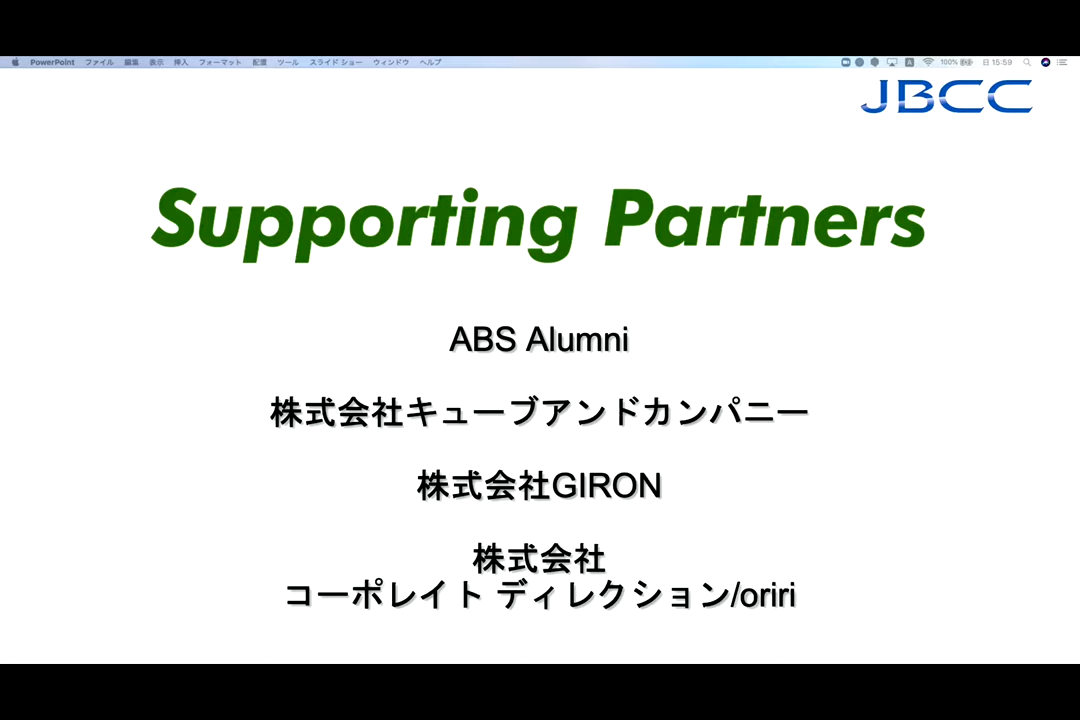 PowerPoint ファイル 編集 表示 挿入 フォーマット 配置 ツール スライド ショー ウィンドウ ヘルプ 100% 日 15:59
JBCC
Supporting Partners
ABS Alumni
株式会社キューブアンドカンパニー
株式会社GIRON
株式会社
コーポレイト ディレクション/oriri